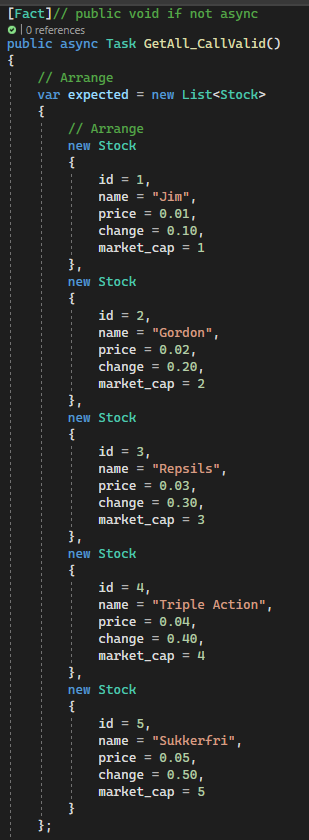 [Fact]// public void if not async
0 references
public async Task GetAll_CallValid()
{
// Arrange
var expected = new List<Stock>
{
// Arrange
new Stock
{
id = 1,
name = "Jim",
price = 0.01,
change = 0.10,
market_cap = 1
},
new Stock
{
id = 2,
name = "Gordon",
price = 0.02,
change = 0.20,
market_cap = 2
},
new Stock
{
id = 3,
name = "Repsils",
price = 0.03,
change = 0.30,
market_cap = 3
},
new Stock
{
id = 4,
name = "Triple Action",
price = 0.04,
change = 0.40,
market_cap = 4
},
new Stock
{
id = 5,
name = "Sukkerfri",
price = 0.05,
change = 0.50,
market_cap = 5
}
};